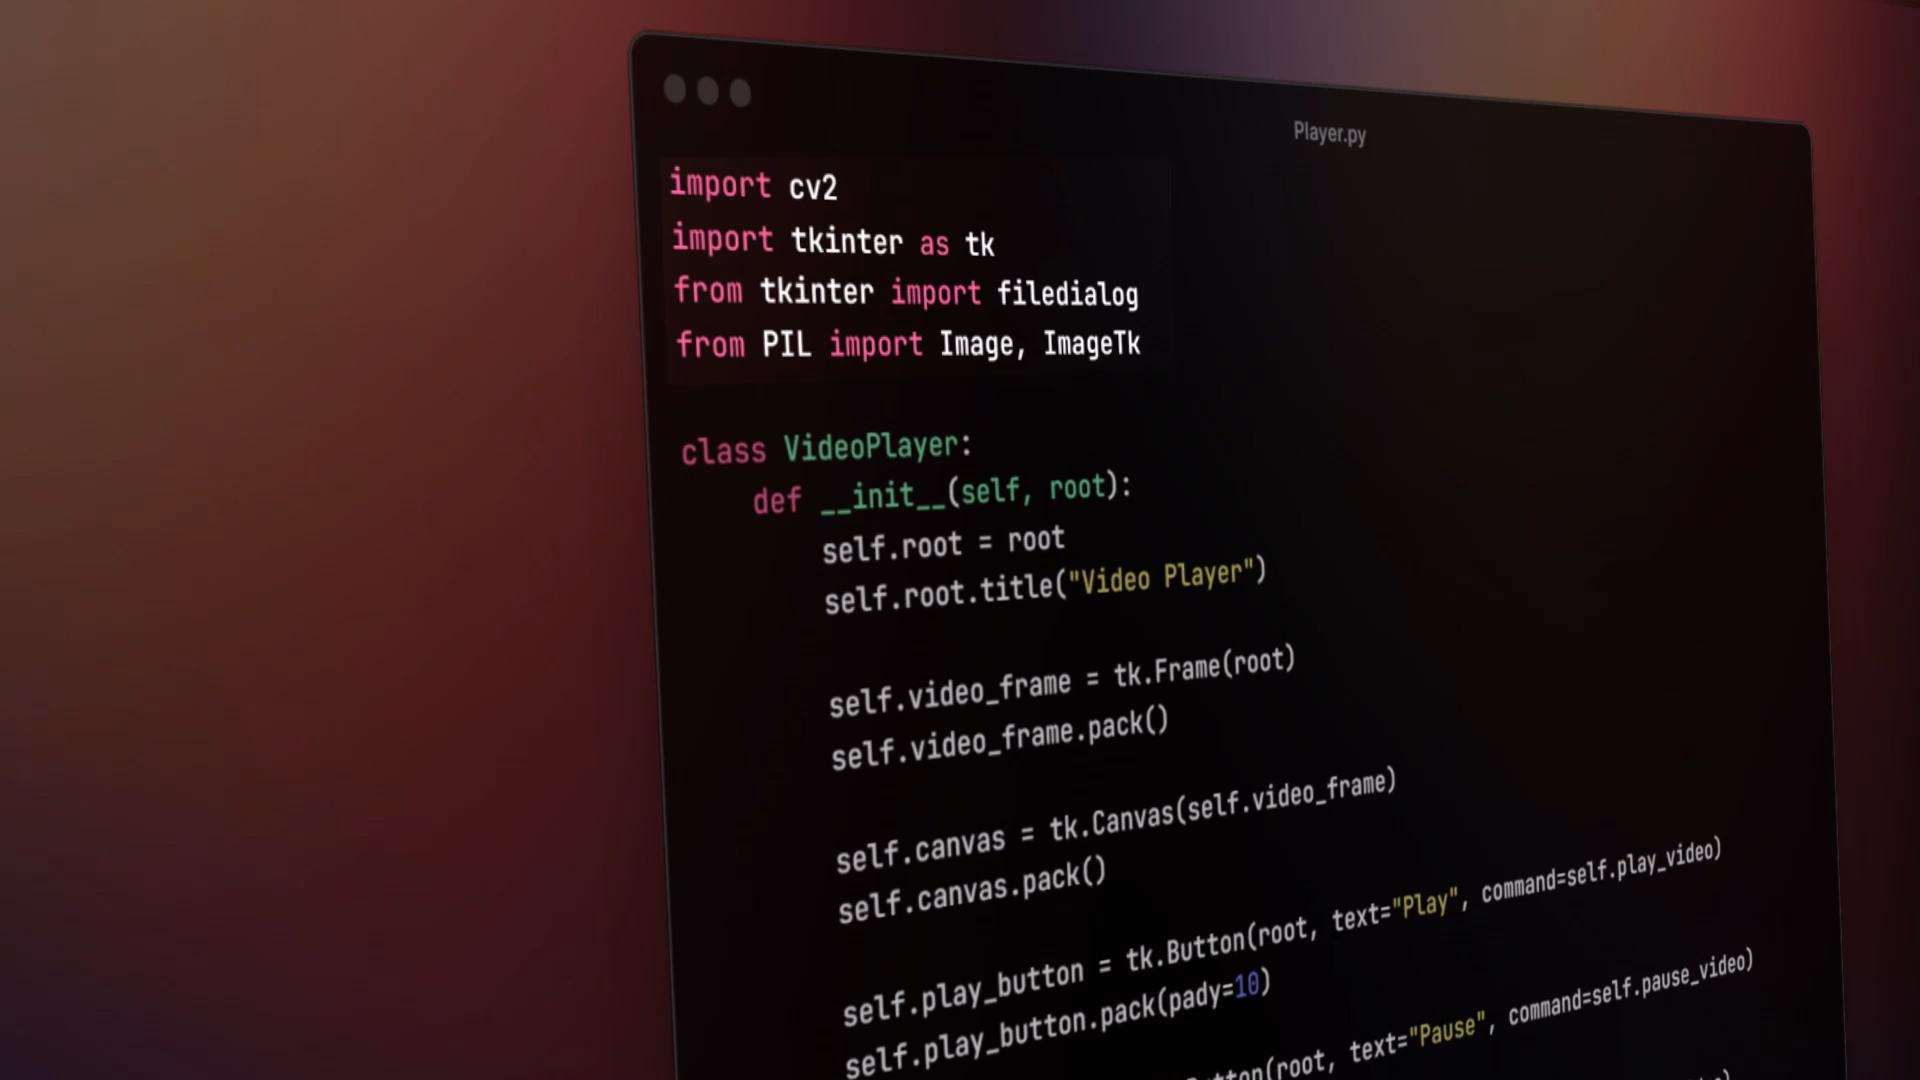 Player.py
import cv2
import tkinter as tk
from tkinter import filedialog
from PIL import Image, ImageTk
class VideoPlayer:
def __init__(self, root):
self.root = root
self.root.title("Video Player")
self.video_frame = tk.Frame(root)
self.video_frame.pack()
self.canvas = tk.Canvas(self.video_frame)
self.canvas.pack()
self.play_button = tk.Button(root, text="Play", command=self.play_video)
self.play_button.pack(pady=10)
(root, text="Pause", command=self.pause_video)